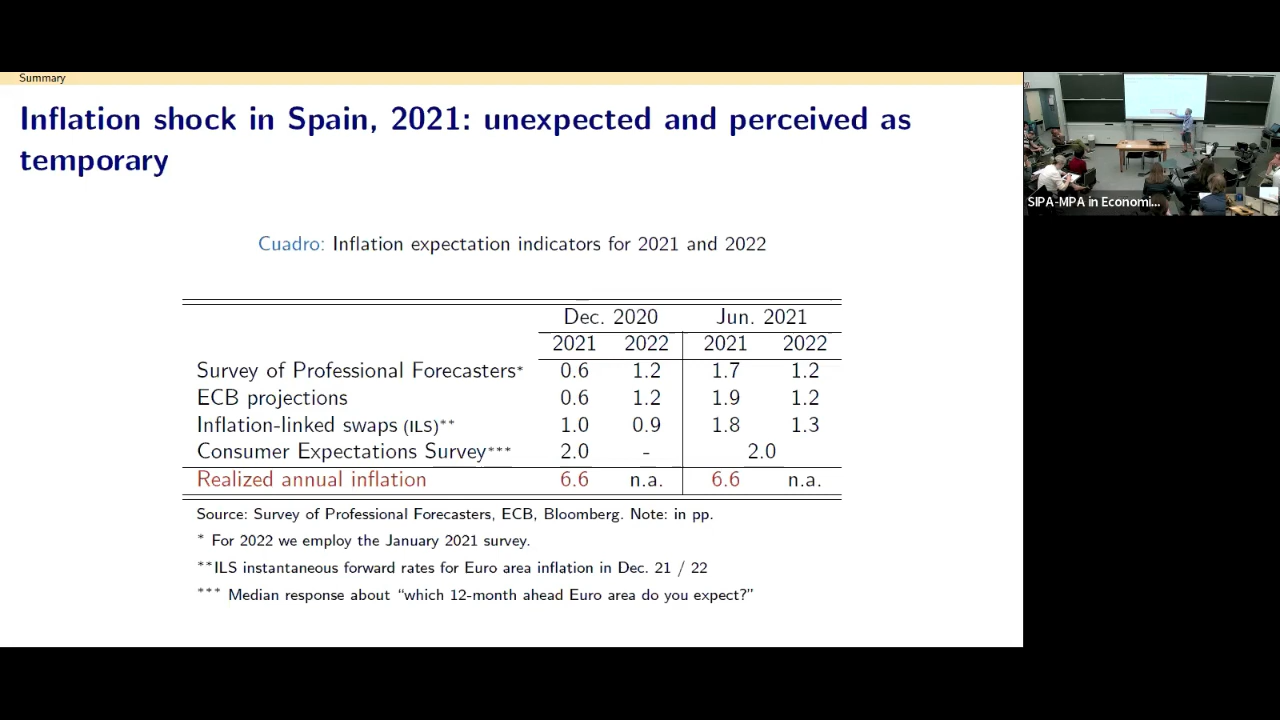 Summary
Inflation shock in Spain, 2021: unexpected and perceived as
temporary
Cuadro: Inflation expectation indicators for 2021 and 2022
Dec. 2020 Jun. 2021
2021 2022 2021 2022
Survey of Professional Forecasters* 0.6 1.2 1.7 1.2
ECB projections 0.6 1.2 1.9 1.2
Inflation-linked swaps (ILS)** 1.0 0.9 1.8 1.3
Consumer Expectations Survey*** 2.0 - 2.0
Realized annual inflation 6.6 n.a. 6.6 n.a.
Source: Survey of Professional Forecasters, ECB, Bloomberg. Note: in pp.
* For 2022 we employ the January 2021 survey.
**ILS instantaneous forward rates for Euro area inflation in Dec. 21 / 22
*** Median response about “which 12-month ahead Euro area do you expect?”
SIPA-MPA in Economi...